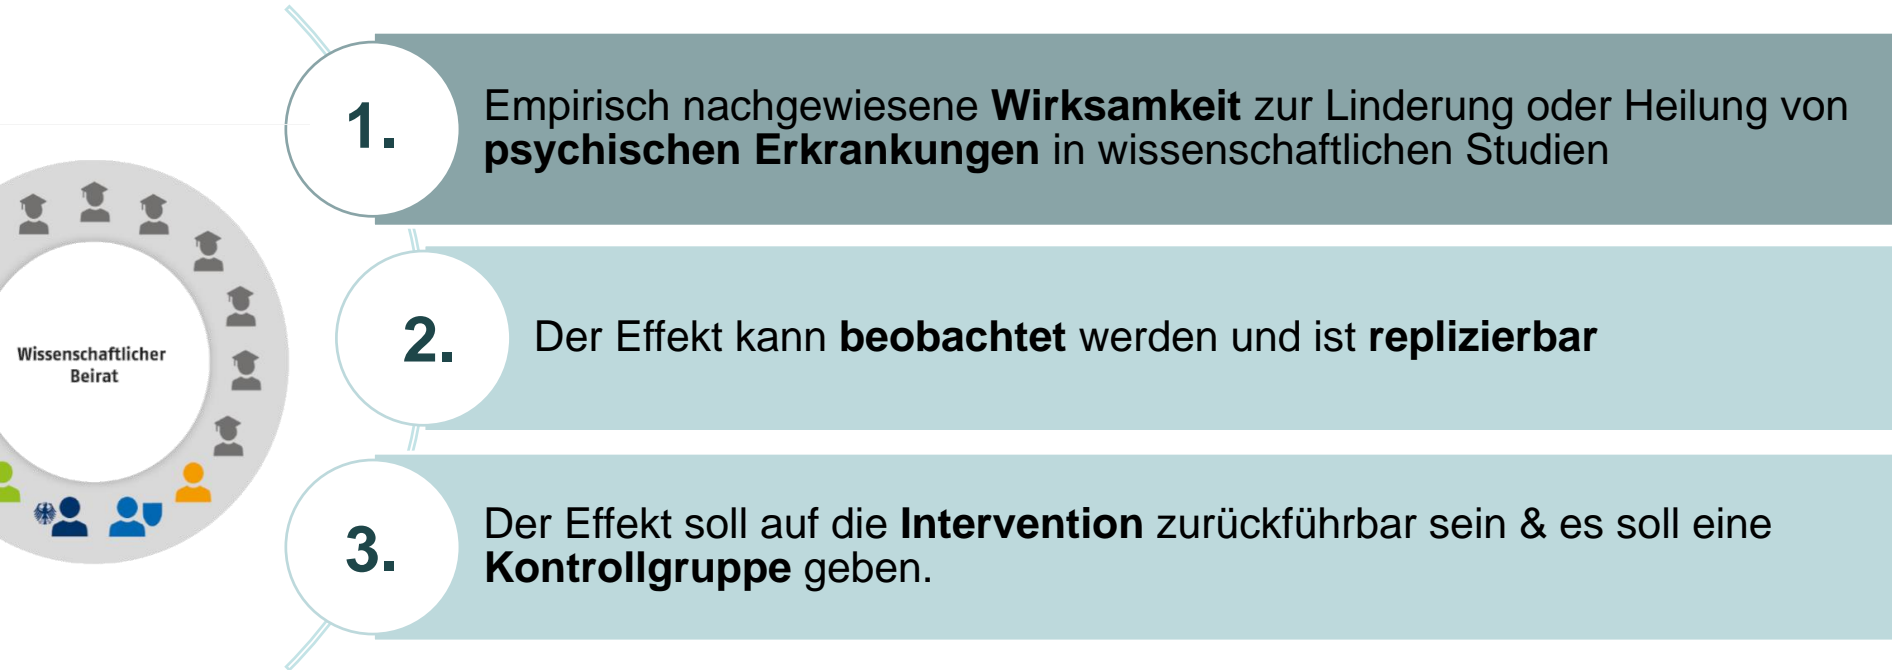 1.
Empirisch nachgewiesene Wirksamkeit zur Linderung oder Heilung von
psychischen Erkrankungen in wissenschaftlichen Studien
Wissenschaftlicher
Beirat
2.
Der Effekt kann beobachtet werden und ist replizierbar
3.
Der Effekt soll auf die Intervention zurückführbar sein & es soll eine
Kontrollgruppe geben.